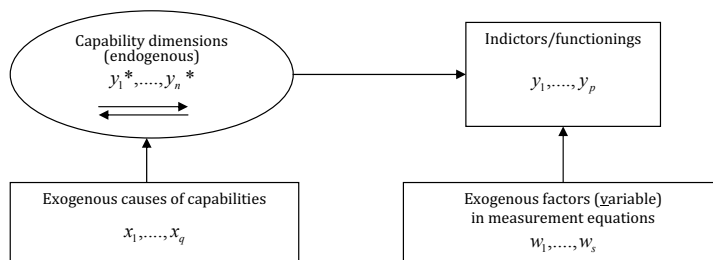 Capability dimensions
(endogenous)
y₁*,....,yₙ*
Indictors/functionings
y₁,....,yₚ
Exogenous causes of capabilities
x₁,....,x_q
Exogenous factors (variable)
in measurement equations
w₁,....,wₛ